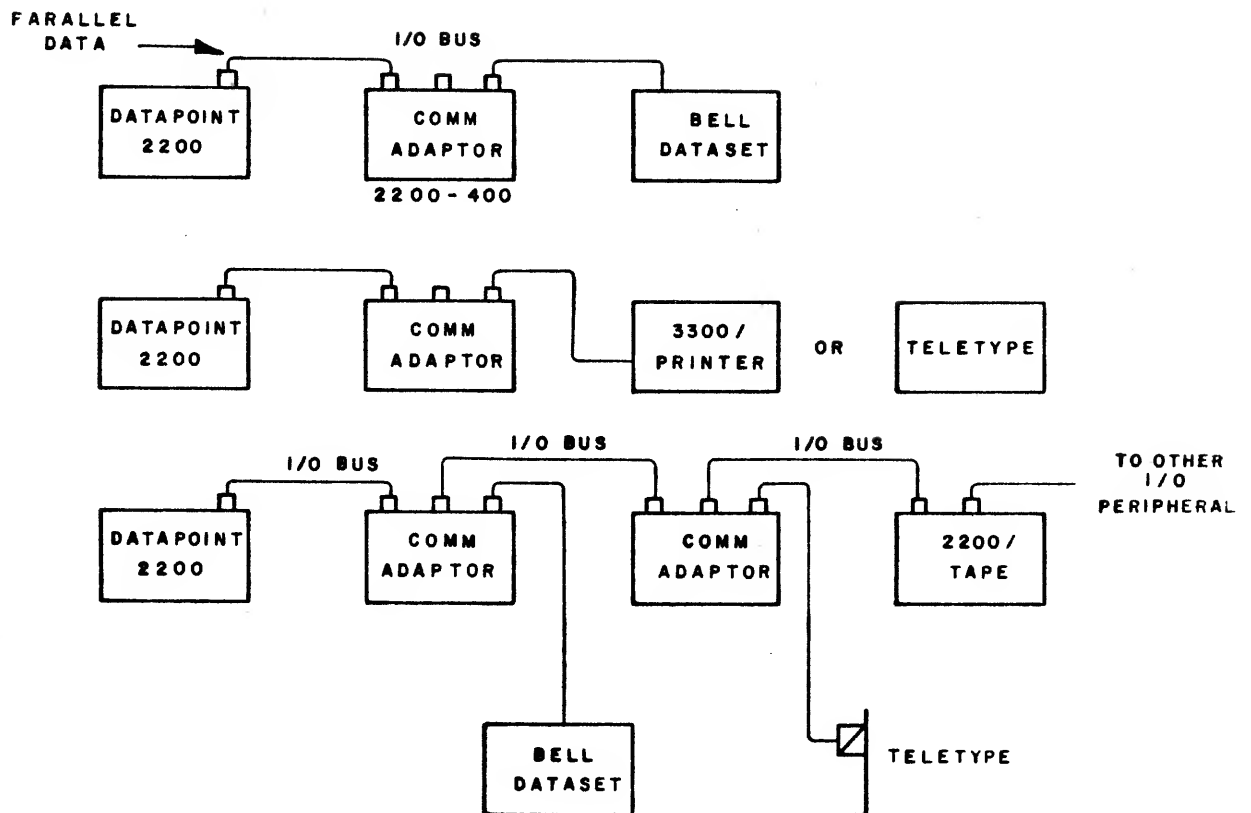 FARALLEL
DATA
I/O BUS
DATAPOINT
2200
COMM
ADAPTOR
2200-400
BELL
DATASET
DATAPOINT
2200
COMM
ADAPTOR
3300/
PRINTER
OR
TELETYPE
I/O BUS
I/O BUS
I/O BUS
TO OTHER
I/O
PERIPHERAL
DATAPOINT
2200
COMM
ADAPTOR
COMM
ADAPTOR
2200/
TAPE
BELL
DATASET
TELETYPE